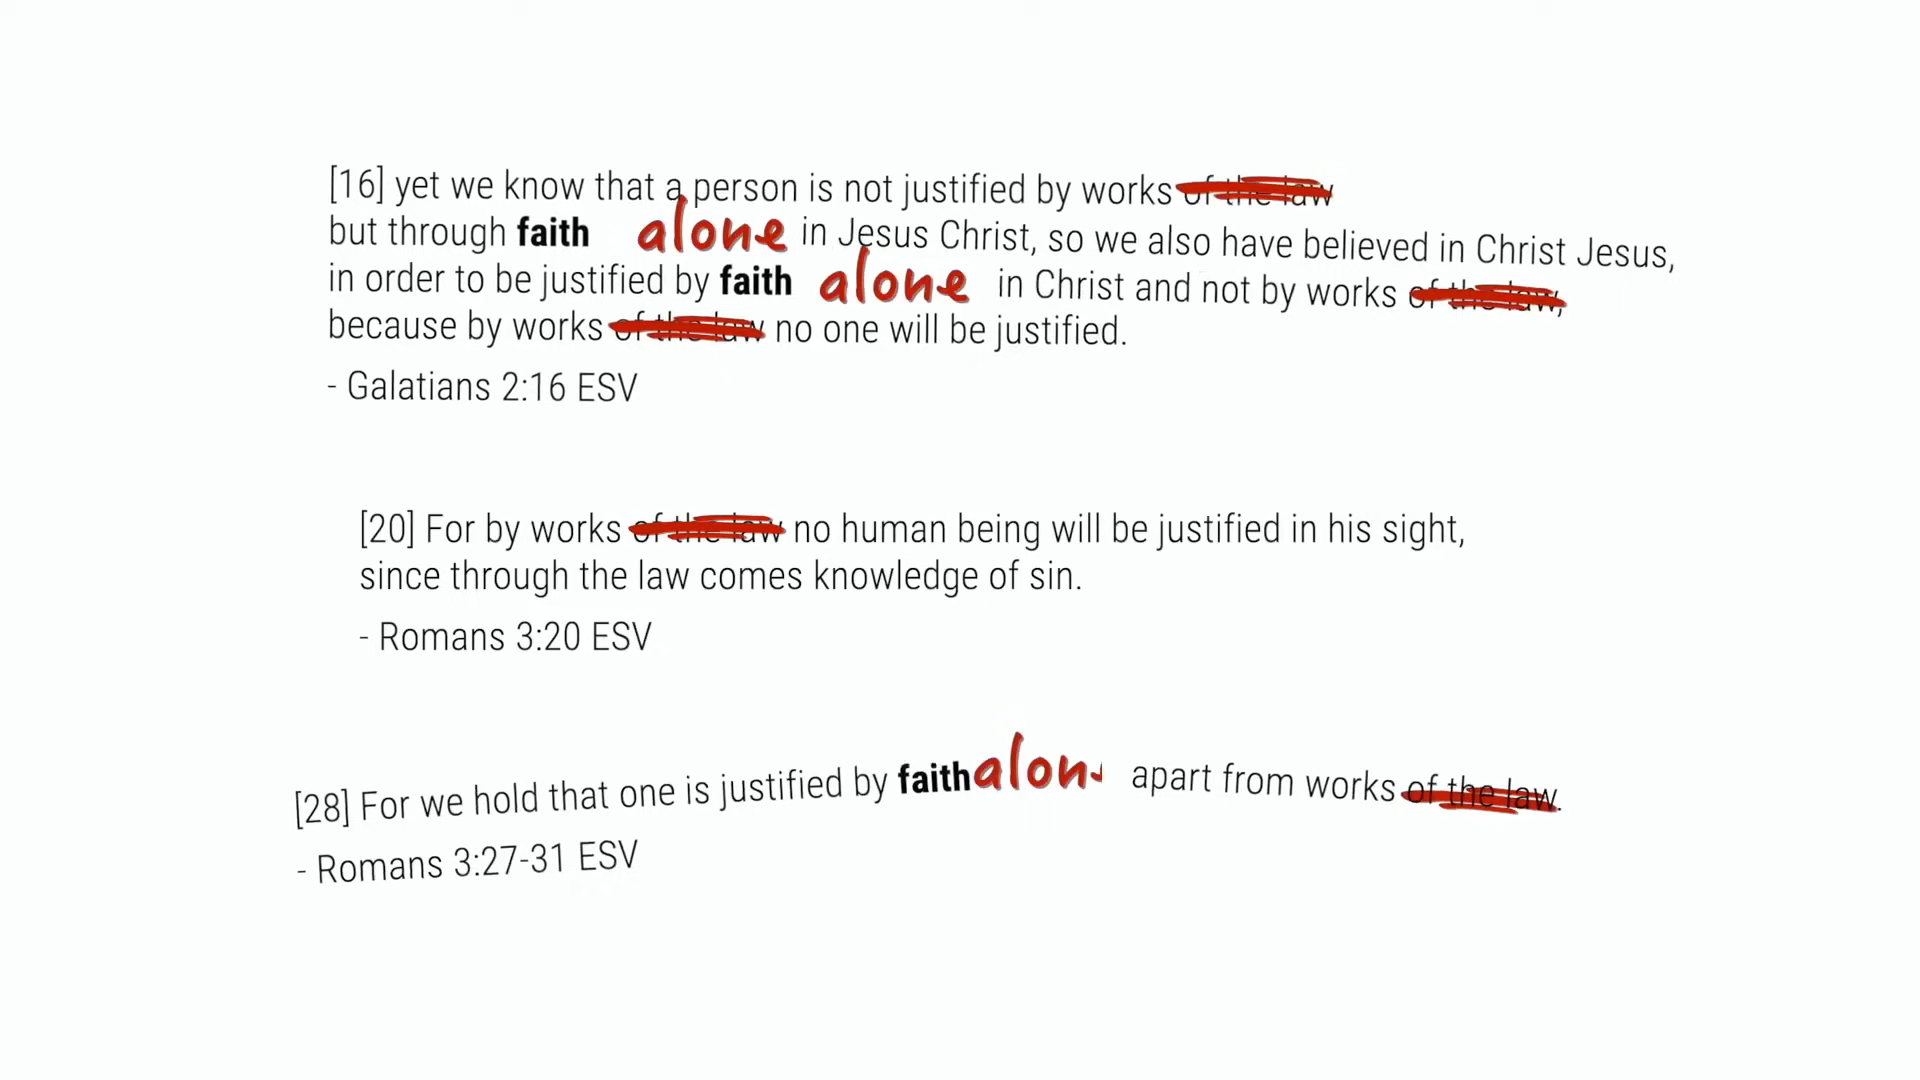 [16] yet we know that a person is not justified by works of the law
but through faith alone in Jesus Christ, so we also have believed in Christ Jesus,
in order to be justified by faith alone in Christ and not by works of the law,
because by works of the law no one will be justified.
- Galatians 2:16 ESV
[20] For by works of the law no human being will be justified in his sight,
since through the law comes knowledge of sin.
- Romans 3:20 ESV
[28] For we hold that one is justified by faith alon apart from works of the law.
- Romans 3:27-31 ESV